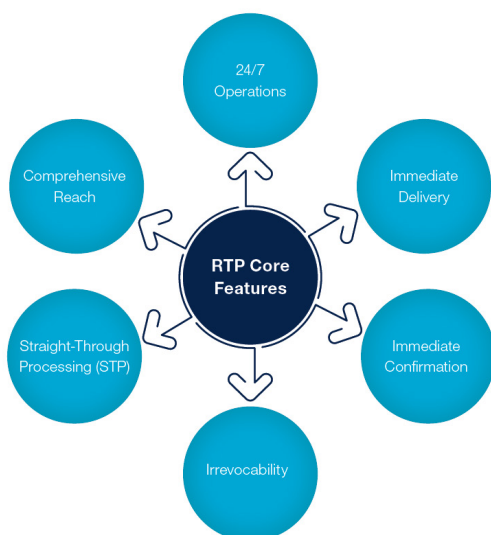 24/7
Operations
Comprehensive
Reach
Immediate
Delivery
RTP Core
Features
Straight-Through
Processing (STP)
Immediate
Confirmation
Irrevocability